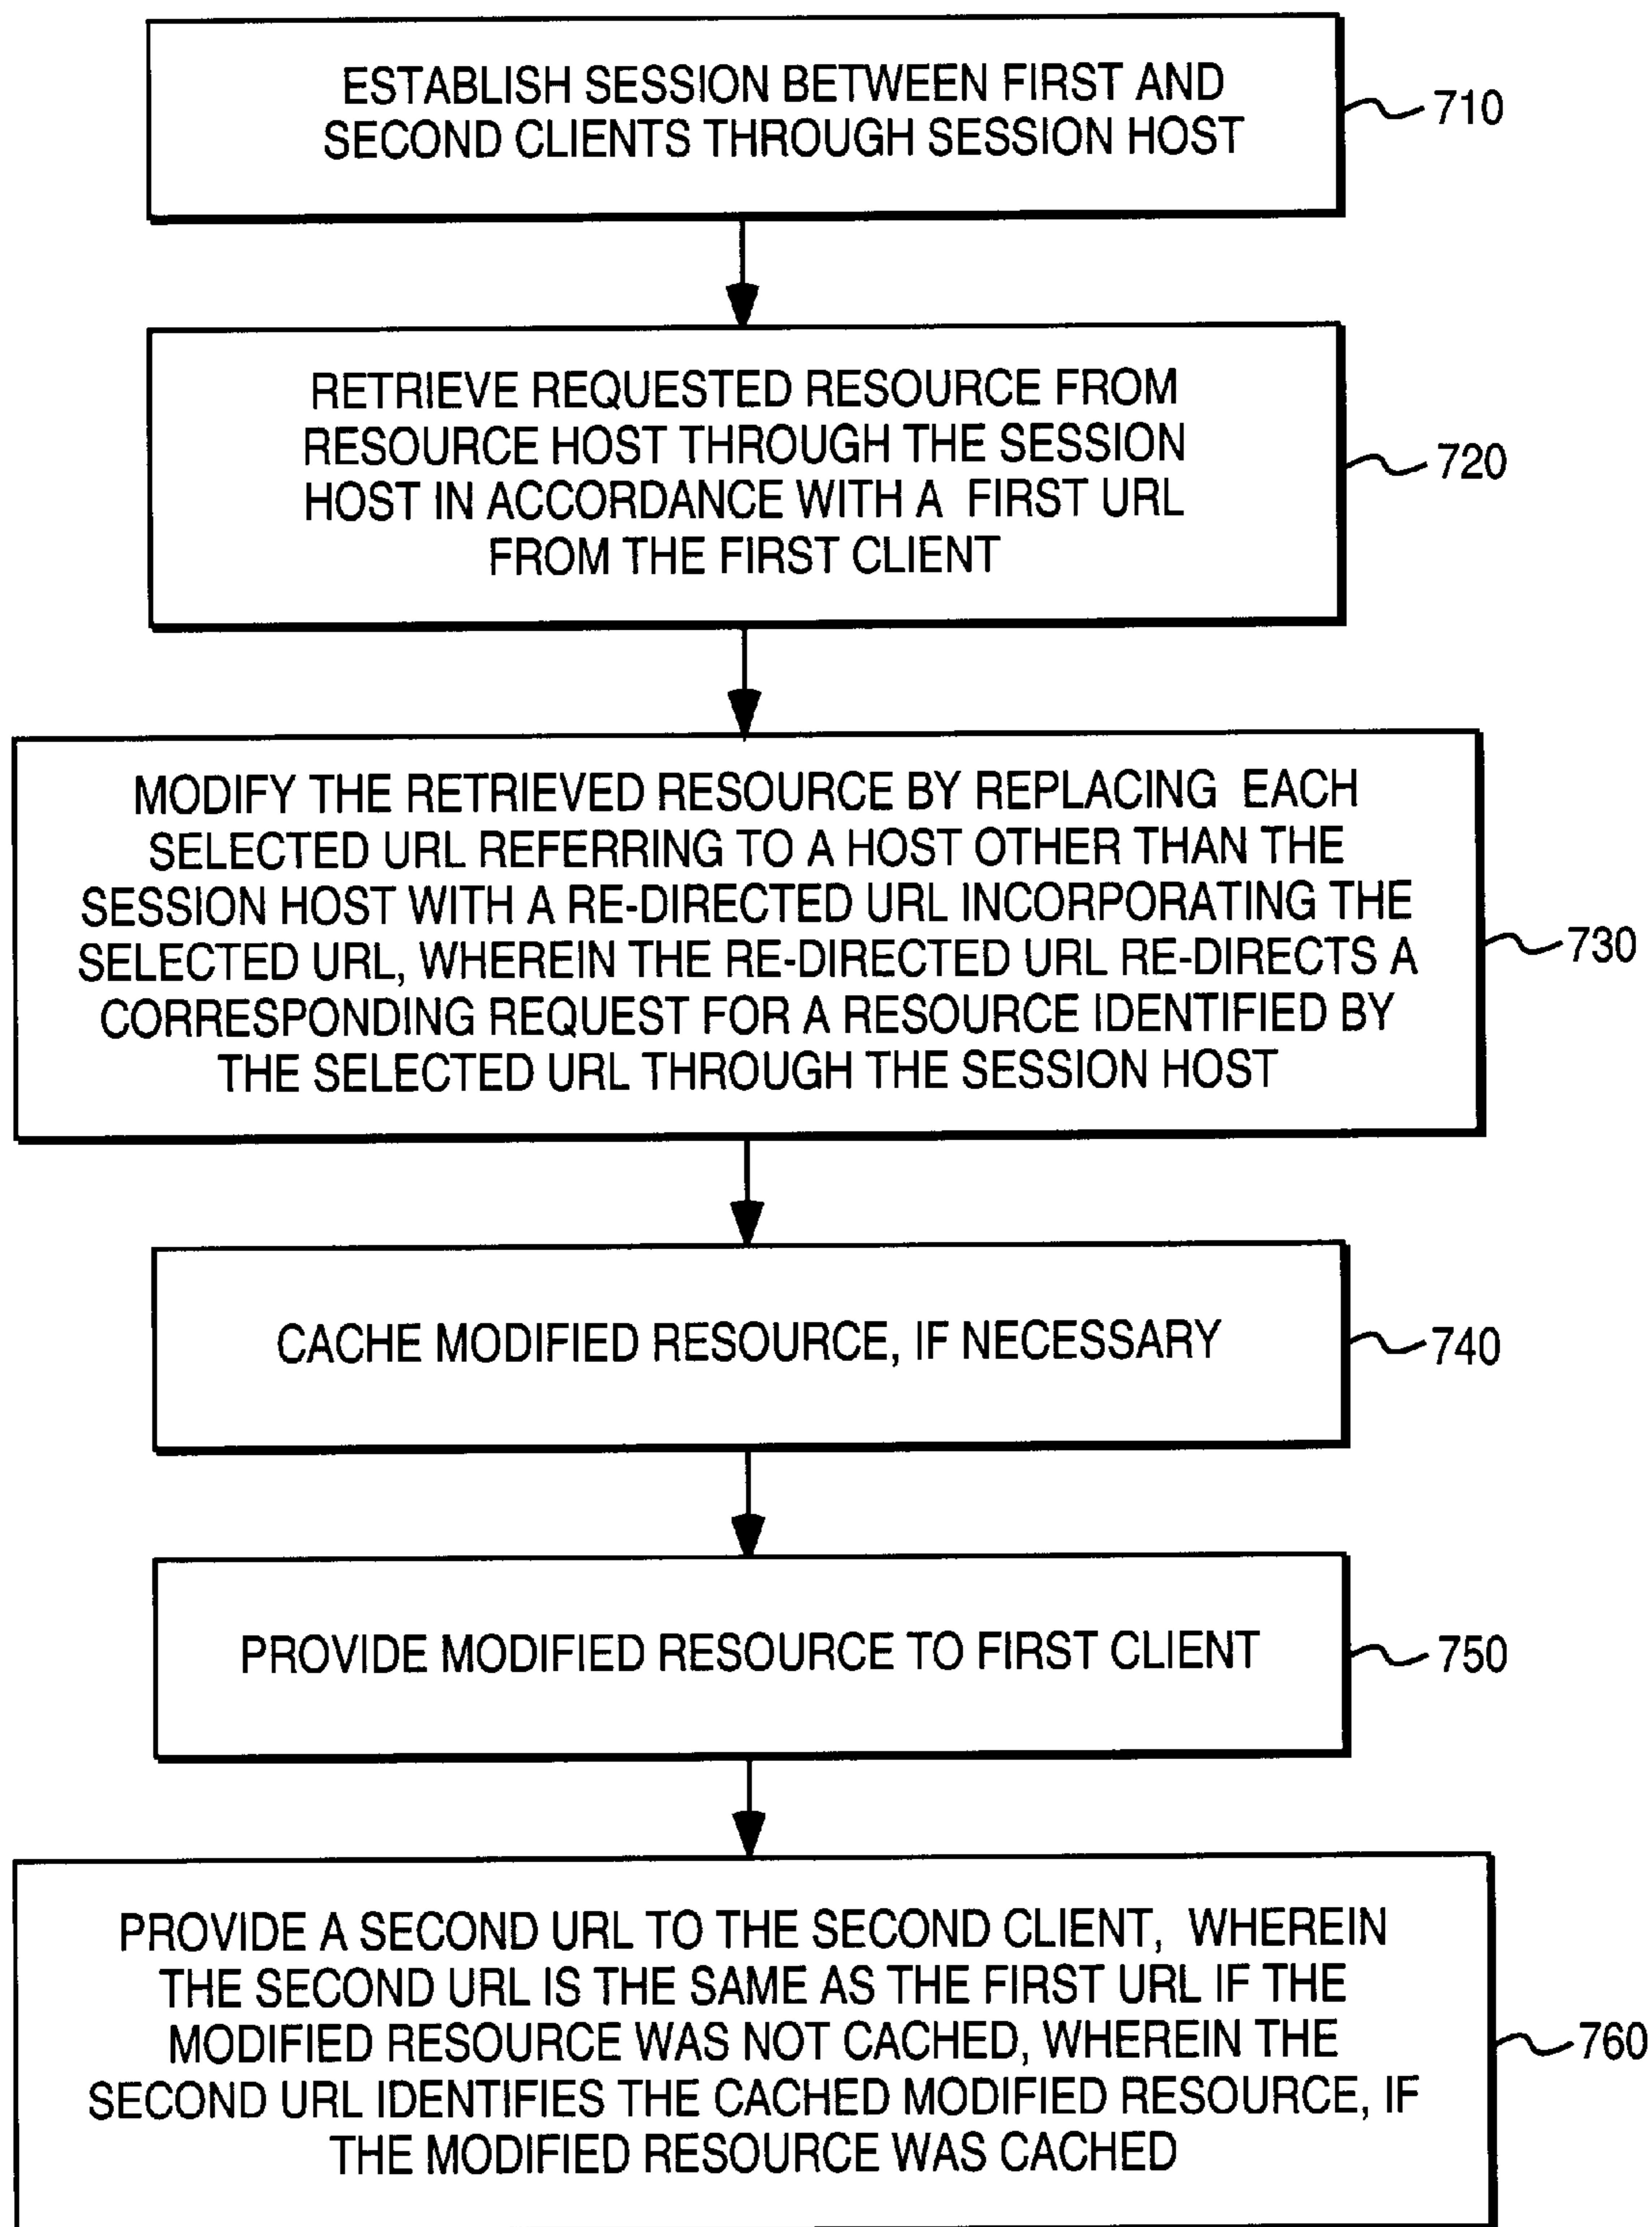 ESTABLISH SESSION BETWEEN FIRST AND
SECOND CLIENTS THROUGH SESSION HOST
710
RETRIEVE REQUESTED RESOURCE FROM
RESOURCE HOST THROUGH THE SESSION
HOST IN ACCORDANCE WITH A FIRST URL
FROM THE FIRST CLIENT
720
MODIFY THE RETRIEVED RESOURCE BY REPLACING EACH
SELECTED URL REFERRING TO A HOST OTHER THAN THE
SESSION HOST WITH A RE-DIRECTED URL INCORPORATING THE
SELECTED URL, WHEREIN THE RE-DIRECTED URL RE-DIRECTS A
CORRESPONDING REQUEST FOR A RESOURCE IDENTIFIED BY
THE SELECTED URL THROUGH THE SESSION HOST
730
CACHE MODIFIED RESOURCE, IF NECESSARY
740
PROVIDE MODIFIED RESOURCE TO FIRST CLIENT
750
PROVIDE A SECOND URL TO THE SECOND CLIENT, WHEREIN
THE SECOND URL IS THE SAME AS THE FIRST URL IF THE
MODIFIED RESOURCE WAS NOT CACHED, WHEREIN THE
SECOND URL IDENTIFIES THE CACHED MODIFIED RESOURCE, IF
THE MODIFIED RESOURCE WAS CACHED
760